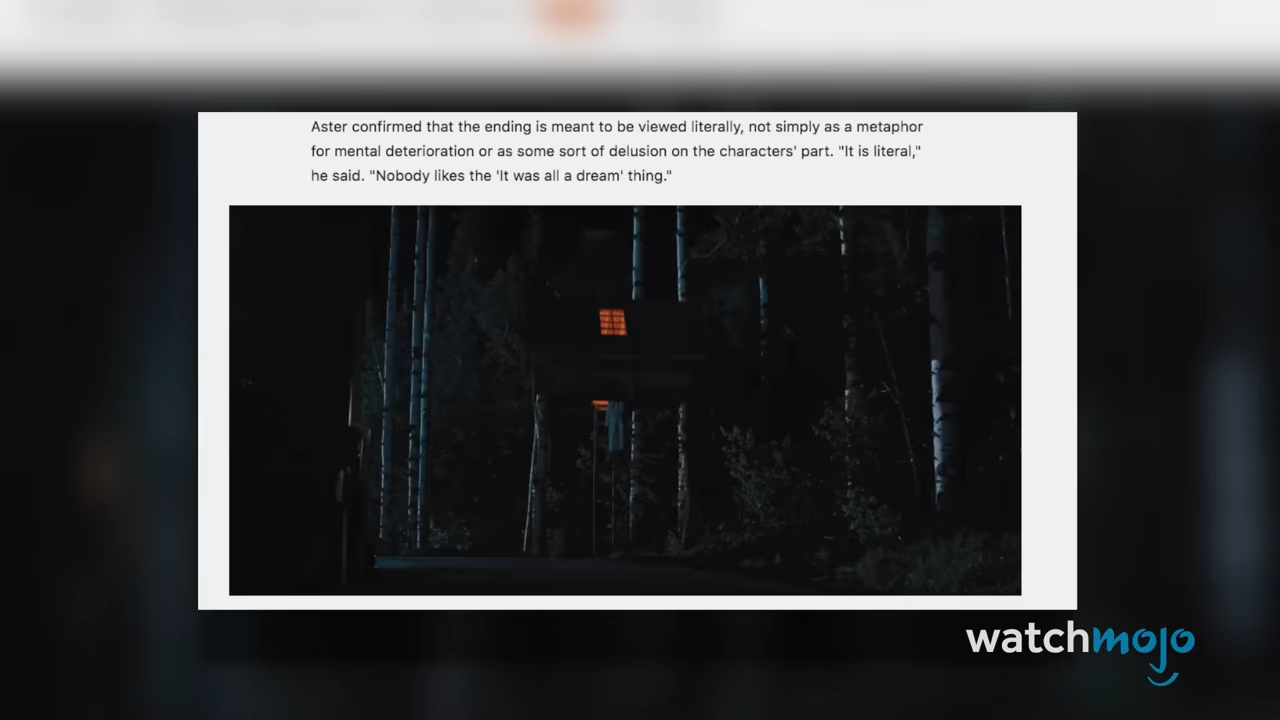 Aster confirmed that the ending is meant to be viewed literally, not simply as a metaphor
for mental deterioration or as some sort of delusion on the characters' part. "It is literal,"
he said. "Nobody likes the 'It was all a dream' thing."
watchmojo